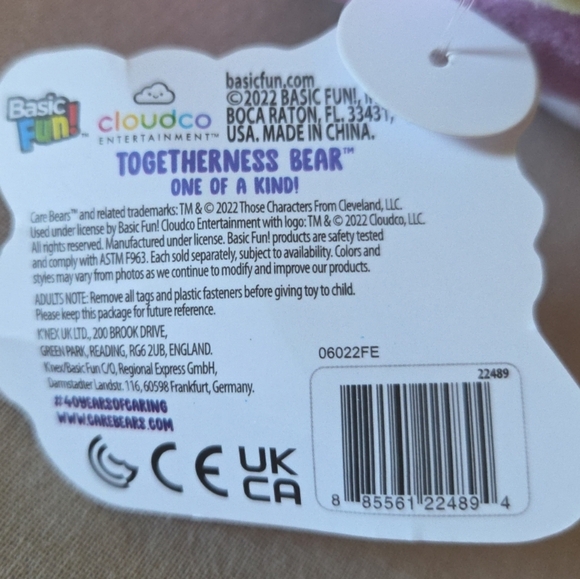 Basic Fun!™
cloudco
ENTERTAINMENT™
basicfun.com
©2022 BASIC FUN!,
BOCA RATON, FL. 33431,
USA. MADE IN CHINA.
TOGETHERNESS BEAR™
ONE OF A KIND!
Care Bears™ and related trademarks: TM & © 2022 Those Characters From Cleveland, LLC.
Used under license by Basic Fun! Cloudco Entertainment with logo: TM & © 2022 Cloudco, LLC.
All rights reserved. Manufactured under license. Basic Fun! products are safety tested
and comply with ASTM F963. Each sold separately, subject to availability. Colors and
styles may vary from photos as we continue to modify and improve our products.
ADULTS NOTE: Remove all tags and plastic fasteners before giving toy to child.
Please keep this package for future reference.
K'NEX UK LTD., 200 BROOK DRIVE,
GREEN PARK, READING, RG6 2UB, ENGLAND.
Knex/Basic Fun C/O, Regional Express GmbH,
Darmstädter Landstr. 116, 60598 Frankfurt, Germany.
#40YEARSOFCARING
WWW.CAREBEARS.COM
CE
UK
CA
06022FE
22489
8 85561 22489 4